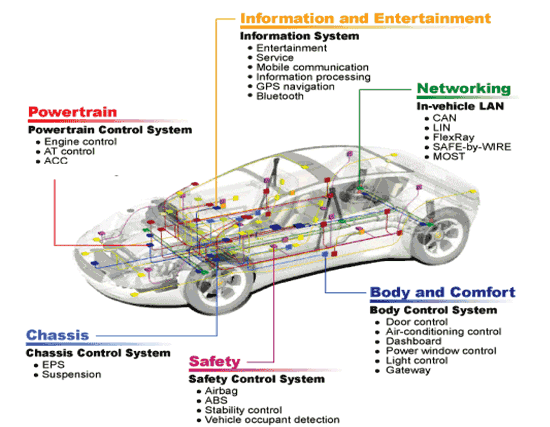 Information and Entertainment
Information System
• Entertainment
• Service
• Mobile communication
• Information processing
• GPS navigation
• Bluetooth
Networking
In-vehicle LAN
• CAN
• LIN
• FlexRay
• SAFE-by-WIRE
• MOST
Powertrain
Powertrain Control System
• Engine control
• AT control
• ACC
Body and Comfort
Body Control System
• Door control
• Air-conditioning control
• Dashboard
• Power window control
• Light control
• Gateway
Chassis
Chassis Control System
• EPS
• Suspension
Safety
Safety Control System
• Airbag
• ABS
• Stability control
• Vehicle occupant detection